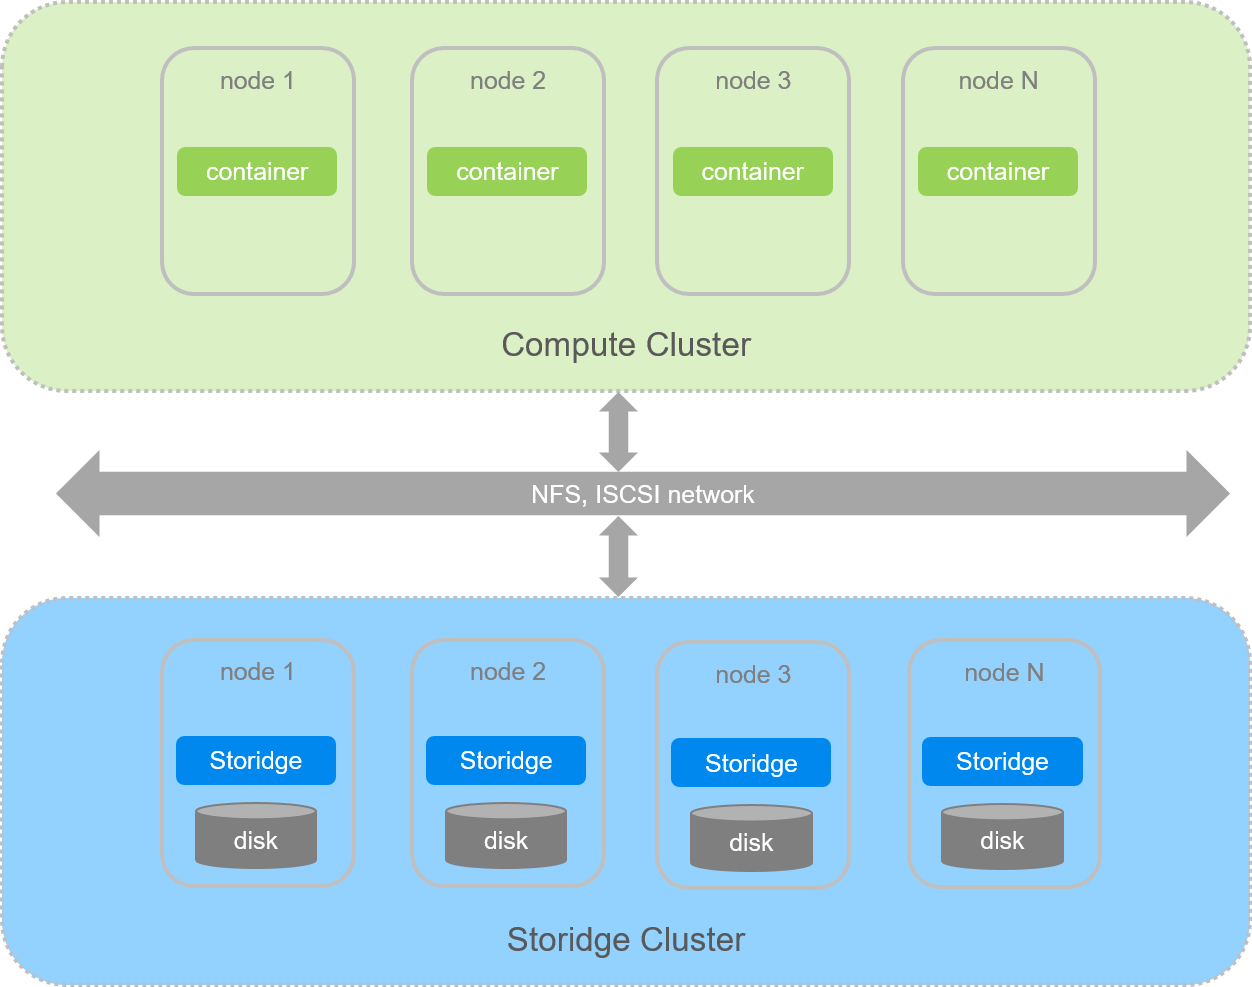 node 1
node 2
node 3
node N
container
container
container
container
Compute Cluster
NFS, ISCSI network
node 1
node 2
node 3
node N
Storidge
Storidge
Storidge
Storidge
disk
disk
disk
disk
Storidge Cluster